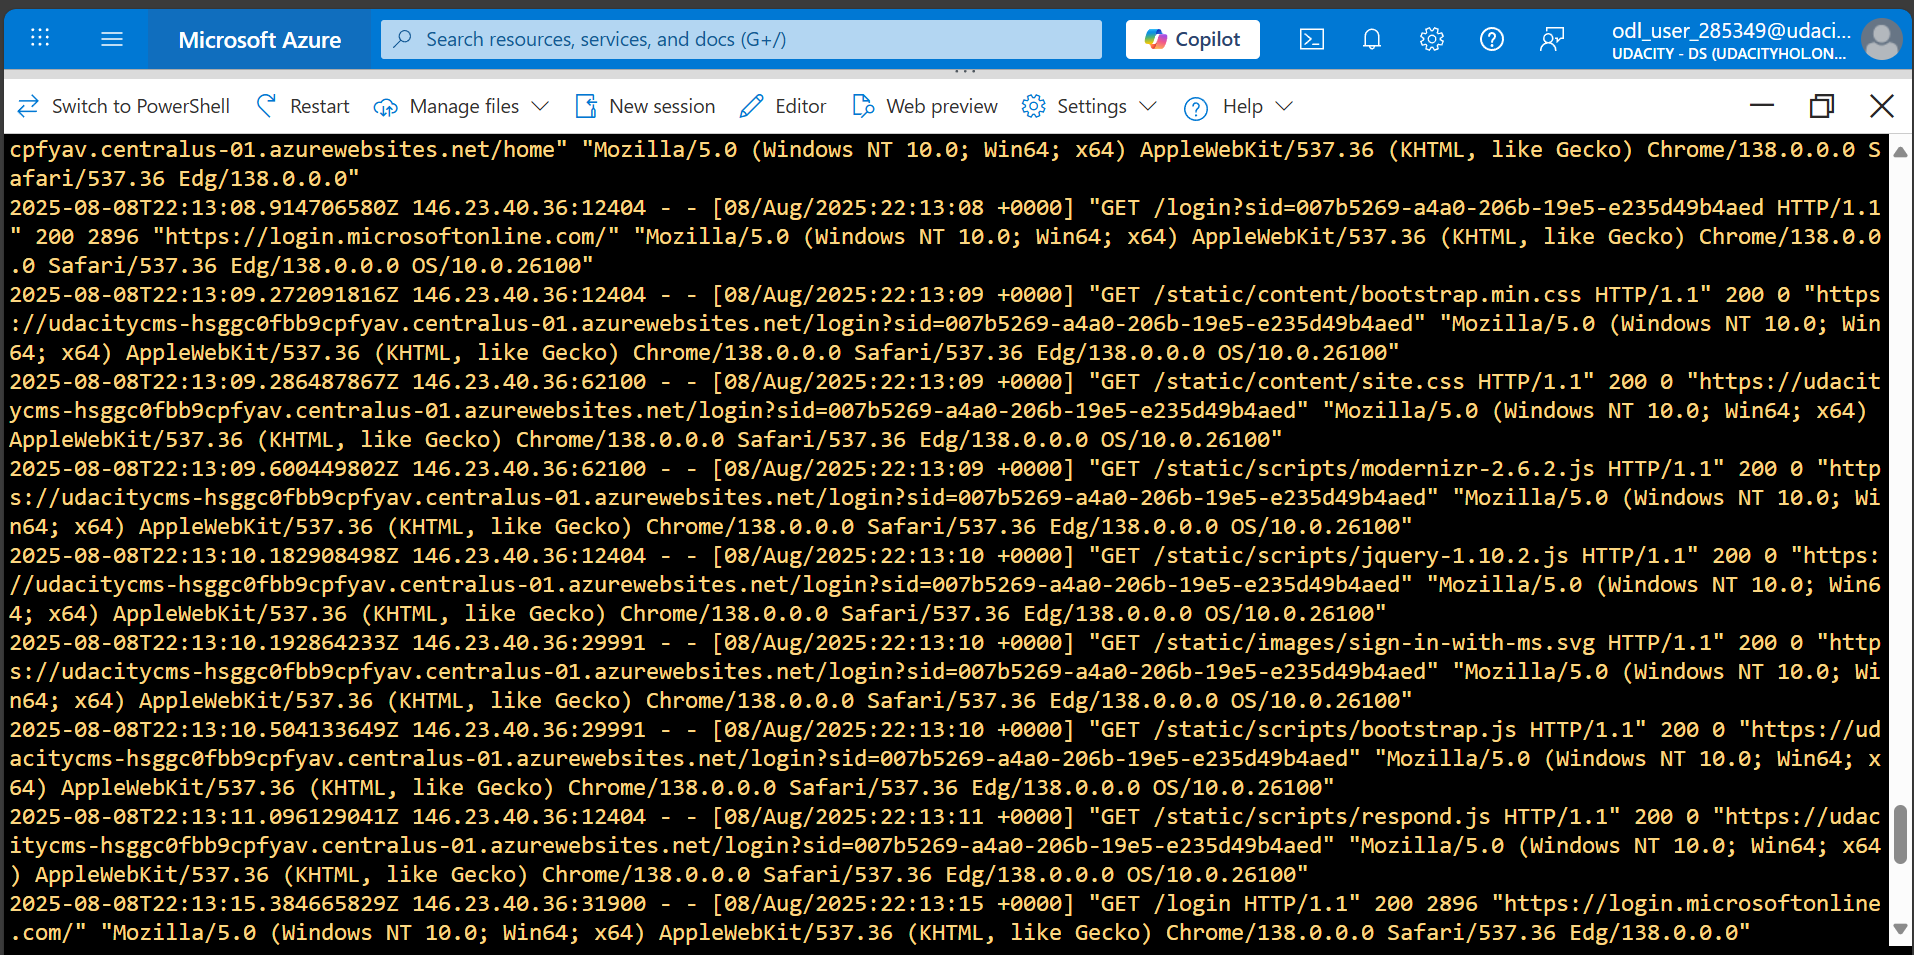 Microsoft Azure
Search resources, services, and docs (G+/)
Copilot
odl_user_285349@udaci...
UDACITY - DS (UDACITYHOL.ON...
Switch to PowerShell
Restart
Manage files
New session
Editor
Web preview
Settings
Help
cpfyav.centralus-01.azurewebsites.net/home" "Mozilla/5.0 (Windows NT 10.0; Win64; x64) AppleWebKit/537.36 (KHTML, like Gecko) Chrome/138.0.0.0 S
afari/537.36 Edg/138.0.0.0"
2025-08-08T22:13:08.914706580Z 146.23.40.36:12404 - - [08/Aug/2025:22:13:08 +0000] "GET /login?sid=007b5269-a4a0-206b-19e5-e235d49b4aed HTTP/1.1
" 200 2896 "https://login.microsoftonline.com/" "Mozilla/5.0 (Windows NT 10.0; Win64; x64) AppleWebKit/537.36 (KHTML, like Gecko) Chrome/138.0.0
.0 Safari/537.36 Edg/138.0.0.0 OS/10.0.26100"
2025-08-08T22:13:09.272091816Z 146.23.40.36:12404 - - [08/Aug/2025:22:13:09 +0000] "GET /static/content/bootstrap.min.css HTTP/1.1" 200 0 "https
://udacitycms-hsggc0fbb9cpfyav.centralus-01.azurewebsites.net/login?sid=007b5269-a4a0-206b-19e5-e235d49b4aed" "Mozilla/5.0 (Windows NT 10.0; Win
64; x64) AppleWebKit/537.36 (KHTML, like Gecko) Chrome/138.0.0.0 Safari/537.36 Edg/138.0.0.0 OS/10.0.26100"
2025-08-08T22:13:09.286487867Z 146.23.40.36:62100 - - [08/Aug/2025:22:13:09 +0000] "GET /static/content/site.css HTTP/1.1" 200 0 "https://udacit
ycms-hsggc0fbb9cpfyav.centralus-01.azurewebsites.net/login?sid=007b5269-a4a0-206b-19e5-e235d49b4aed" "Mozilla/5.0 (Windows NT 10.0; Win64; x64)
AppleWebKit/537.36 (KHTML, like Gecko) Chrome/138.0.0.0 Safari/537.36 Edg/138.0.0.0 OS/10.0.26100"
2025-08-08T22:13:09.600449802Z 146.23.40.36:62100 - - [08/Aug/2025:22:13:09 +0000] "GET /static/scripts/modernizr-2.6.2.js HTTP/1.1" 200 0 "http
s://udacitycms-hsggc0fbb9cpfyav.centralus-01.azurewebsites.net/login?sid=007b5269-a4a0-206b-19e5-e235d49b4aed" "Mozilla/5.0 (Windows NT 10.0; Wi
n64; x64) AppleWebKit/537.36 (KHTML, like Gecko) Chrome/138.0.0.0 Safari/537.36 Edg/138.0.0.0 OS/10.0.26100"
2025-08-08T22:13:10.182908498Z 146.23.40.36:12404 - - [08/Aug/2025:22:13:10 +0000] "GET /static/scripts/jquery-1.10.2.js HTTP/1.1" 200 0 "https:
//udacitycms-hsggc0fbb9cpfyav.centralus-01.azurewebsites.net/login?sid=007b5269-a4a0-206b-19e5-e235d49b4aed" "Mozilla/5.0 (Windows NT 10.0; Win6
4; x64) AppleWebKit/537.36 (KHTML, like Gecko) Chrome/138.0.0.0 Safari/537.36 Edg/138.0.0.0 OS/10.0.26100"
2025-08-08T22:13:10.192864233Z 146.23.40.36:29991 - - [08/Aug/2025:22:13:10 +0000] "GET /static/images/sign-in-with-ms.svg HTTP/1.1" 200 0 "http
s://udacitycms-hsggc0fbb9cpfyav.centralus-01.azurewebsites.net/login?sid=007b5269-a4a0-206b-19e5-e235d49b4aed" "Mozilla/5.0 (Windows NT 10.0; Wi
n64; x64) AppleWebKit/537.36 (KHTML, like Gecko) Chrome/138.0.0.0 Safari/537.36 Edg/138.0.0.0 OS/10.0.26100"
2025-08-08T22:13:10.504133649Z 146.23.40.36:29991 - - [08/Aug/2025:22:13:10 +0000] "GET /static/scripts/bootstrap.js HTTP/1.1" 200 0 "https://ud
acitycms-hsggc0fbb9cpfyav.centralus-01.azurewebsites.net/login?sid=007b5269-a4a0-206b-19e5-e235d49b4aed" "Mozilla/5.0 (Windows NT 10.0; Win64; x
64) AppleWebKit/537.36 (KHTML, like Gecko) Chrome/138.0.0.0 Safari/537.36 Edg/138.0.0.0 OS/10.0.26100"
2025-08-08T22:13:11.096129041Z 146.23.40.36:12404 - - [08/Aug/2025:22:13:11 +0000] "GET /static/scripts/respond.js HTTP/1.1" 200 0 "https://udac
itycms-hsggc0fbb9cpfyav.centralus-01.azurewebsites.net/login?sid=007b5269-a4a0-206b-19e5-e235d49b4aed" "Mozilla/5.0 (Windows NT 10.0; Win64; x64
) AppleWebKit/537.36 (KHTML, like Gecko) Chrome/138.0.0.0 Safari/537.36 Edg/138.0.0.0 OS/10.0.26100"
2025-08-08T22:13:15.384665829Z 146.23.40.36:31900 - - [08/Aug/2025:22:13:15 +0000] "GET /login HTTP/1.1" 200 2896 "https://login.microsoftonline
.com/" "Mozilla/5.0 (Windows NT 10.0; Win64; x64) AppleWebKit/537.36 (KHTML, like Gecko) Chrome/138.0.0.0 Safari/537.36 Edg/138.0.0.0"